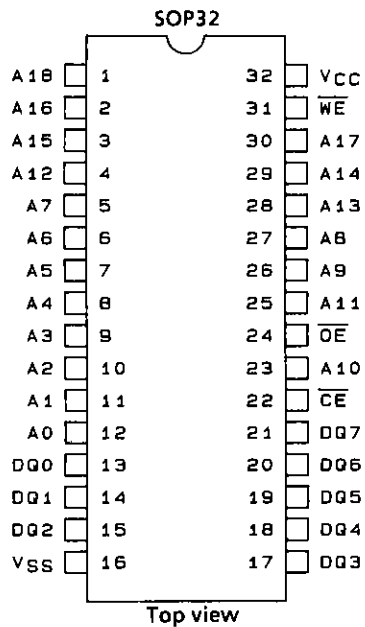 SOP32
A18 1 32 VCC
A16 2 31 W̅E̅
A15 3 30 A17
A12 4 29 A14
A7 5 28 A13
A6 6 27 A8
A5 7 26 A9
A4 8 25 A11
A3 9 24 O̅E̅
A2 10 23 A10
A1 11 22 C̅E̅
A0 12 21 DQ7
DQ0 13 20 DQ6
DQ1 14 19 DQ5
DQ2 15 18 DQ4
VSS 16 17 DQ3
Top view